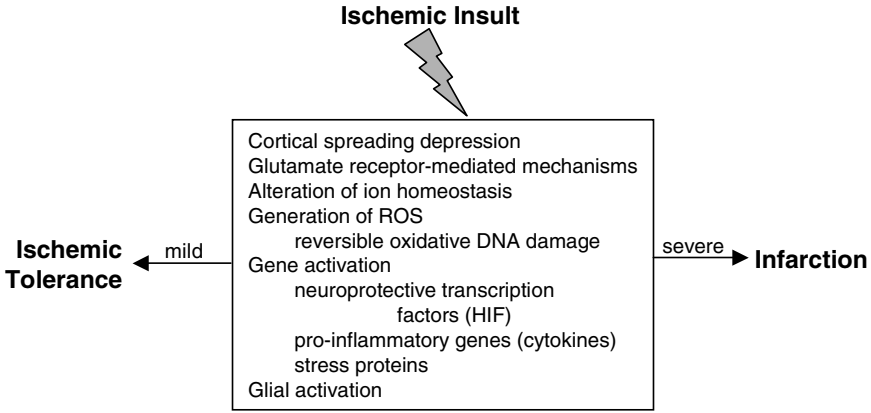 Ischemic Insult
Cortical spreading depression
Glutamate receptor-mediated mechanisms
Alteration of ion homeostasis
Generation of ROS
reversible oxidative DNA damage
Gene activation
neuroprotective transcription
factors (HIF)
pro-inflammatory genes (cytokines)
stress proteins
Glial activation
Ischemic
Tolerance
mild
severe
Infarction